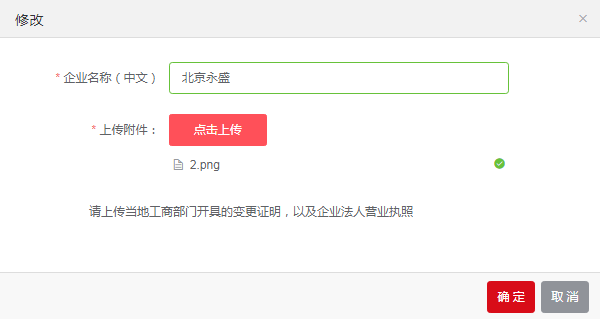 修改
* 企业名称（中文）
北京永盛
* 上传附件：
点击上传
2.png
请上传当地工商部门开具的变更证明，以及企业法人营业执照
确 定
取 消